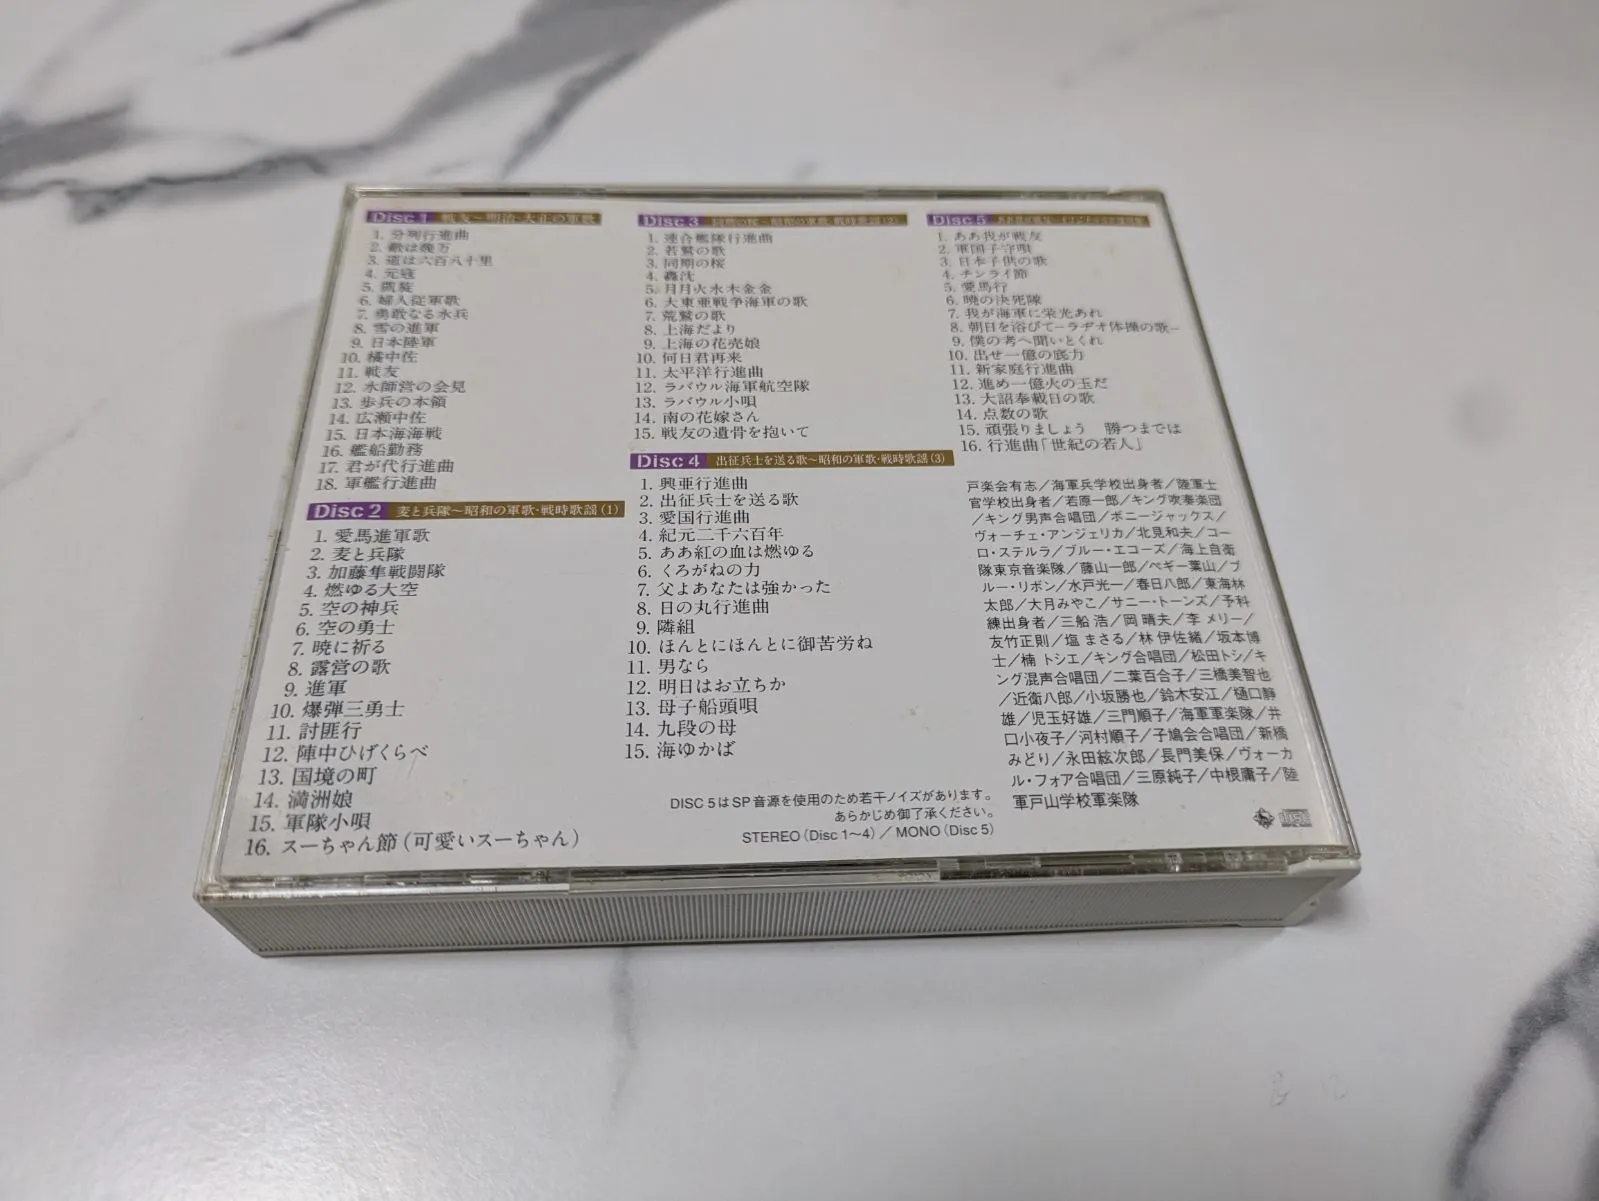 Disc 1 戦友～明治・大正の軍歌
1. 分列行進曲
2. 敵は幾万
3. 道は六百八十里
4. 元寇
5. 凱旋
6. 婦人従軍歌
7. 勇敢なる水兵
8. 雪の進軍
9. 日本陸軍
10. 橘中佐
11. 戦友
12. 水師営の会見
13. 歩兵の本領
14. 広瀬中佐
15. 日本海海戦
16. 艦船勤務
17. 君が代行進曲
18. 軍艦行進曲
Disc 2 麦と兵隊～昭和の軍歌・戦時歌謡(1)
1. 愛馬進軍歌
2. 麦と兵隊
3. 加藤隼戦闘隊
4. 燃ゆる大空
5. 空の神兵
6. 空の勇士
7. 暁に祈る
8. 露営の歌
9. 進軍
10. 爆弾三勇士
11. 討匪行
12. 陣中ひげくらべ
13. 国境の町
14. 満洲娘
15. 軍隊小唄
16. スーちゃん節(可愛いスーちゃん)
Disc 3 同期の桜～昭和の軍歌・戦時歌謡(2)
1. 連合艦隊行進曲
2. 若鷲の歌
3. 同期の桜
4. 轟沈
5. 月月火水木金金
6. 大東亜戦争海軍の歌
7. 荒鷲の歌
8. 上海だより
9. 上海の花売娘
10. 何日君再来
11. 太平洋行進曲
12. ラバウル海軍航空隊
13. ラバウル小唄
14. 南の花嫁さん
15. 戦友の遺骨を抱いて
Disc 4 出征兵士を送る歌～昭和の軍歌・戦時歌謡(3)
1. 興亜行進曲
2. 出征兵士を送る歌
3. 愛国行進曲
4. 紀元二千六百年
5. ああ紅の血は燃ゆる
6. くろがねの力
7. 父よあなたは強かった
8. 日の丸行進曲
9. 隣組
10. ほんとにほんとに御苦労ね
11. 男なら
12. 明日はお立ちか
13. 母子船頭唄
14. 九段の母
15. 海ゆかば
DISC 5はSP音源を使用のため若干ノイズがあります。
あらかじめ御了承ください。
STEREO(Disc 1～4)／MONO(Disc 5)
Disc 5
1. ああ我が戦友
2. 軍国子守唄
3. 日本子供の歌
4. チンライ節
5. 愛馬行
6. 暁の決死隊
7. 我が海軍に栄光あれ
8. 朝日を浴びて−ラヂオ体操の歌−
9. 僕の考へ聞いとくれ
10. 出せ一億の底力
11. 新家庭行進曲
12. 進め一億火の玉だ
13. 大詔奉戴日の歌
14. 点数の歌
15. 頑張りましょう 勝つまでは
16. 行進曲「世紀の若人」
戸楽会有志／海軍兵学校出身者／陸軍士
官学校出身者／若原一郎／キング吹奏楽団
／キング男声合唱団／ボニージャックス／
ヴォーチェ・アンジェリカ／北見和夫／コー
ロ・ステルラ／ブルー・エコーズ／海上自衛
隊東京音楽隊／藤山一郎／ペギー葉山／ブ
ルー・リボン／水戸光一／春日八郎／東海林
太郎／大月みやこ／サニー・トーンズ／予科
練出身者／三船 浩／岡 晴夫／李 メリー／
友竹正則／塩 まさる／林 伊佐緒／坂本博
士／楠 トシエ／キング合唱団／松田トシ／キ
ング混声合唱団／二葉百合子／三橋美智也
／近衛八郎／小坂勝也／鈴木安江／樋口静
雄／児玉好雄／三門順子／海軍軍楽隊／井
口小夜子／河村順子／子鳩会合唱団／新橋
みどり／永田絃次郎／長門美保／ヴォーカ
ル・フォア合唱団／三原純子／中根庸子／陸
軍戸山学校軍楽隊